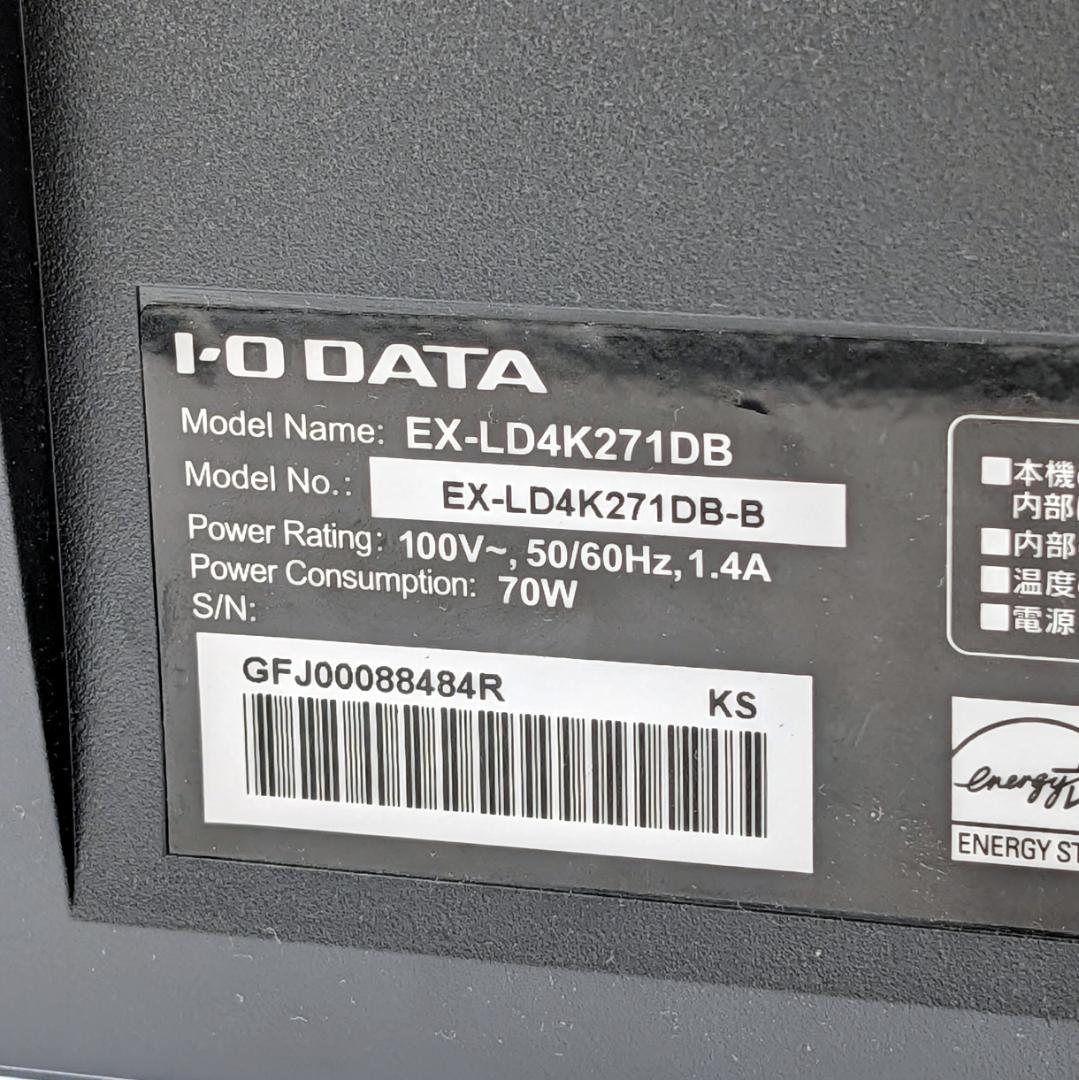 I-O DATA
Model Name: EX-LD4K271DB
Model No.: EX-LD4K271DB-B
Power Rating: 100V~, 50/60Hz, 1.4A
Power Consumption: 70W
S/N:
GFJ00088484R KS
■本機
内部
■内部
■温度
■電源
energy
ENERGY ST